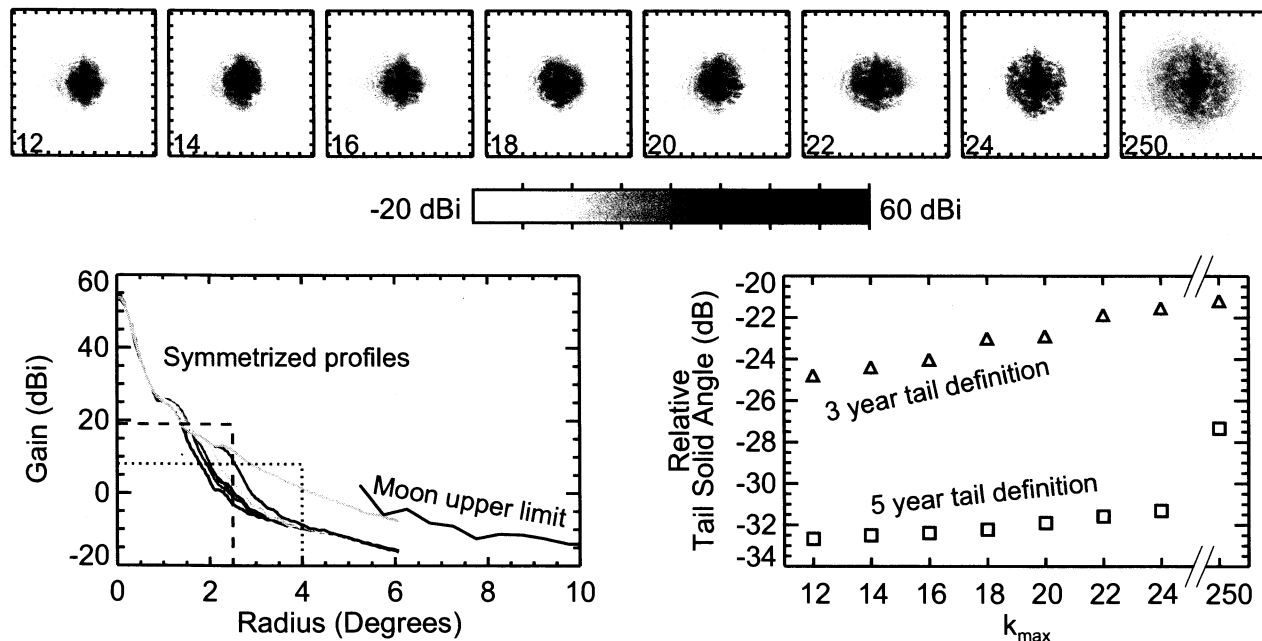 12 14 16 18 20 22 24 250
-20 dBi 60 dBi
60
40
20
0
-20
Gain (dBi)
Symmetrized profiles
Moon upper limit
0 2 4 6 8 10
Radius (Degrees)
-20
-22
-24
-26
-28
-30
-32
-34
Relative
Tail Solid Angle (dB)
3 year tail definition
5 year tail definition
12 14 16 18 20 22 24 250
kmax